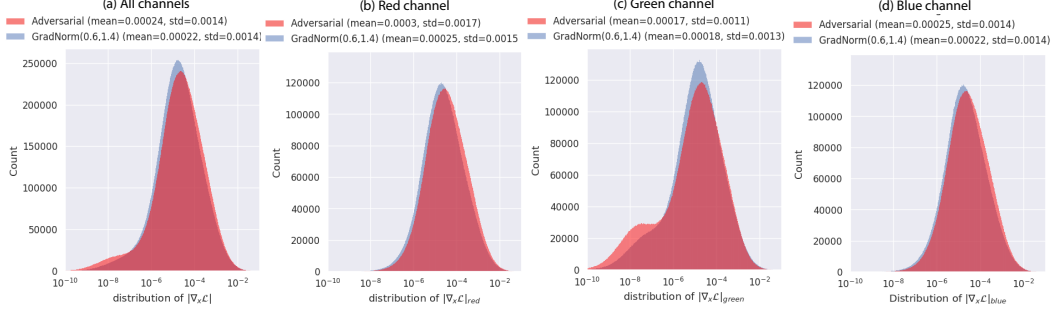 (a) All channels
Adversarial (mean=0.00024, std=0.0014)
GradNorm(0.6,1.4) (mean=0.00022, std=0.0014)
250000
200000
150000
100000
50000
0
Count
10⁻¹⁰ 10⁻⁸ 10⁻⁶ 10⁻⁴ 10⁻²
distribution of |∇ₓℒ|
(b) Red channel
Adversarial (mean=0.0003, std=0.0017)
GradNorm(0.6,1.4) (mean=0.00025, std=0.0015
120000
100000
80000
60000
40000
20000
0
Count
10⁻¹⁰ 10⁻⁸ 10⁻⁶ 10⁻⁴ 10⁻²
distribution of |∇ₓℒ|red
(c) Green channel
Adversarial (mean=0.00017, std=0.0011)
GradNorm(0.6,1.4) (mean=0.00018, std=0.0013)
120000
100000
80000
60000
40000
20000
0
Count
10⁻¹⁰ 10⁻⁸ 10⁻⁶ 10⁻⁴ 10⁻²
distribution of |∇ₓℒ|green
(d) Blue channel
Adversarial (mean=0.00025, std=0.0014)
GradNorm(0.6,1.4) (mean=0.00022, std=0.0014)
120000
100000
80000
60000
40000
20000
0
Count
10⁻¹⁰ 10⁻⁸ 10⁻⁶ 10⁻⁴ 10⁻²
Distribution of |∇ₓℒ|blue